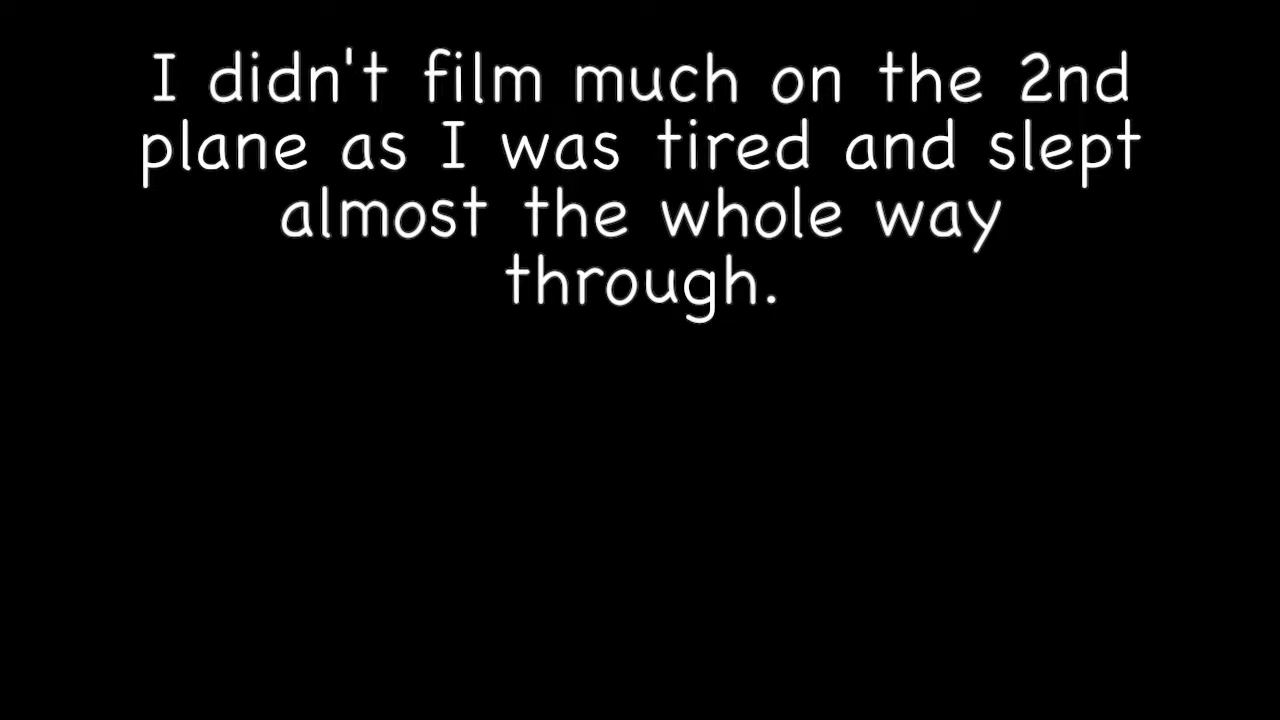 I didn't film much on the 2nd
plane as I was tired and slept
almost the whole way
through.